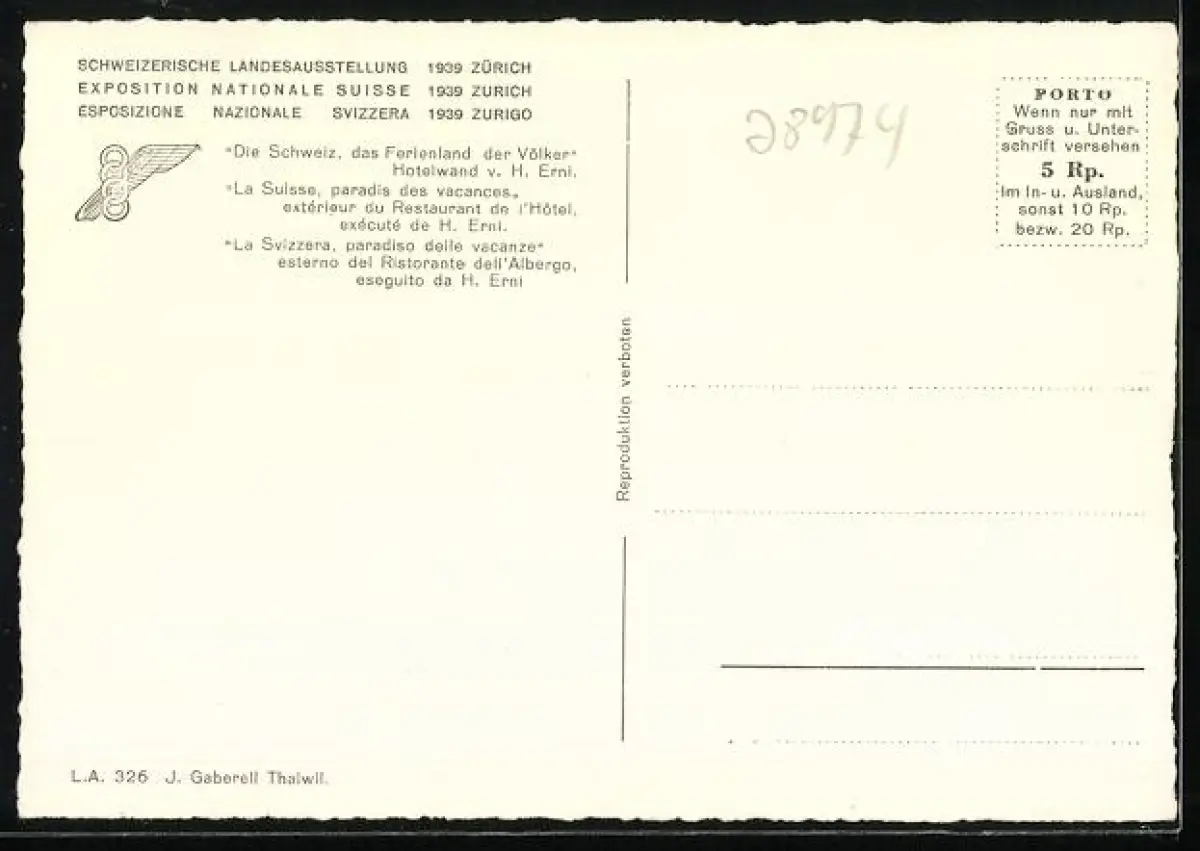 SCHWEIZERISCHE LANDESAUSSTELLUNG 1939 ZÜRICH
EXPOSITION NATIONALE SUISSE 1939 ZURICH
ESPOSIZIONE NAZIONALE SVIZZERA 1939 ZURIGO
"Die Schweiz, das Ferienland der Völker"
Hotelwand v. H. Erni.
"La Suisse, paradis des vacances„
extérieur du Restaurant de l'Hôtel,
exécuté de H. Erni.
"La Svizzera, paradiso delle vacanze"
esterno del Ristorante dell'Albergo,
eseguito da H. Erni
28974
PORTO
Wenn nur mit
Gruss u. Unter-
schrift versehen
5 Rp.
Im In- u. Ausland,
sonst 10 Rp.
bezw. 20 Rp.
Reproduktion verboten
L.A. 326 J. Gaberell Thalwil.